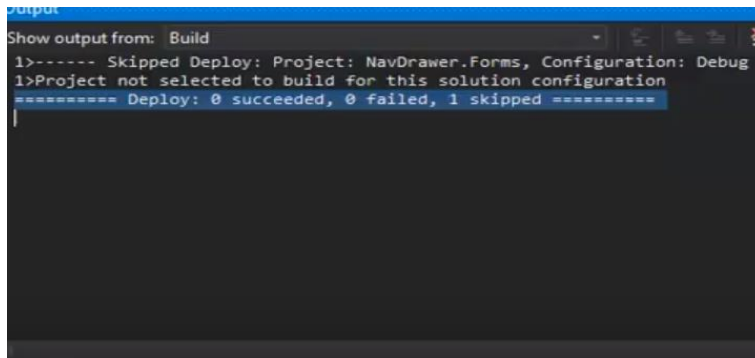 Output
Show output from: Build
1>------ Skipped Deploy: Project: NavDrawer.Forms, Configuration: Debug
1>Project not selected to build for this solution configuration
========== Deploy: 0 succeeded, 0 failed, 1 skipped ==========